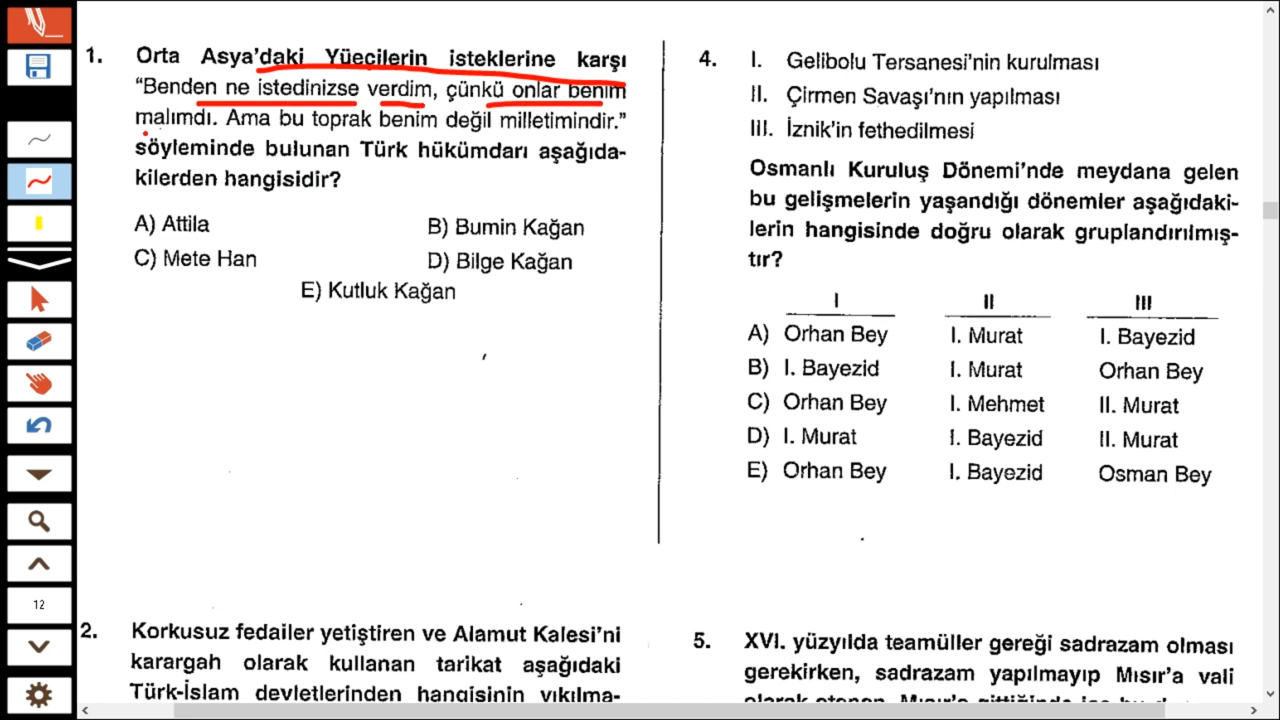 1. Orta Asya'daki Yüeçilerin isteklerine karşı
"Benden ne istedinizse verdim, çünkü onlar benim
malımdı. Ama bu toprak benim değil milletimindir."
söyleminde bulunan Türk hükümdarı aşağıda-
kilerden hangisidir?
A) Attila
B) Bumin Kağan
C) Mete Han
D) Bilge Kağan
E) Kutluk Kağan
2. Korkusuz fedailer yetiştiren ve Alamut Kalesi'ni
karargah olarak kullanan tarikat aşağıdaki
Türk-İslam devletlerinden hangisinin yıkılma-
4. I. Gelibolu Tersanesi'nin kurulması
II. Çirmen Savaşı'nın yapılması
III. İznik'in fethedilmesi
Osmanlı Kuruluş Dönemi'nde meydana gelen
bu gelişmelerin yaşandığı dönemler aşağıdaki-
lerin hangisinde doğru olarak gruplandırılmış-
tır?
I II III
A) Orhan Bey I. Murat I. Bayezid
B) I. Bayezid I. Murat Orhan Bey
C) Orhan Bey I. Mehmet II. Murat
D) I. Murat I. Bayezid II. Murat
E) Orhan Bey I. Bayezid Osman Bey
5. XVI. yüzyılda teamüller gereği sadrazam olması
gerekirken, sadrazam yapılmayıp Mısır'a vali
12